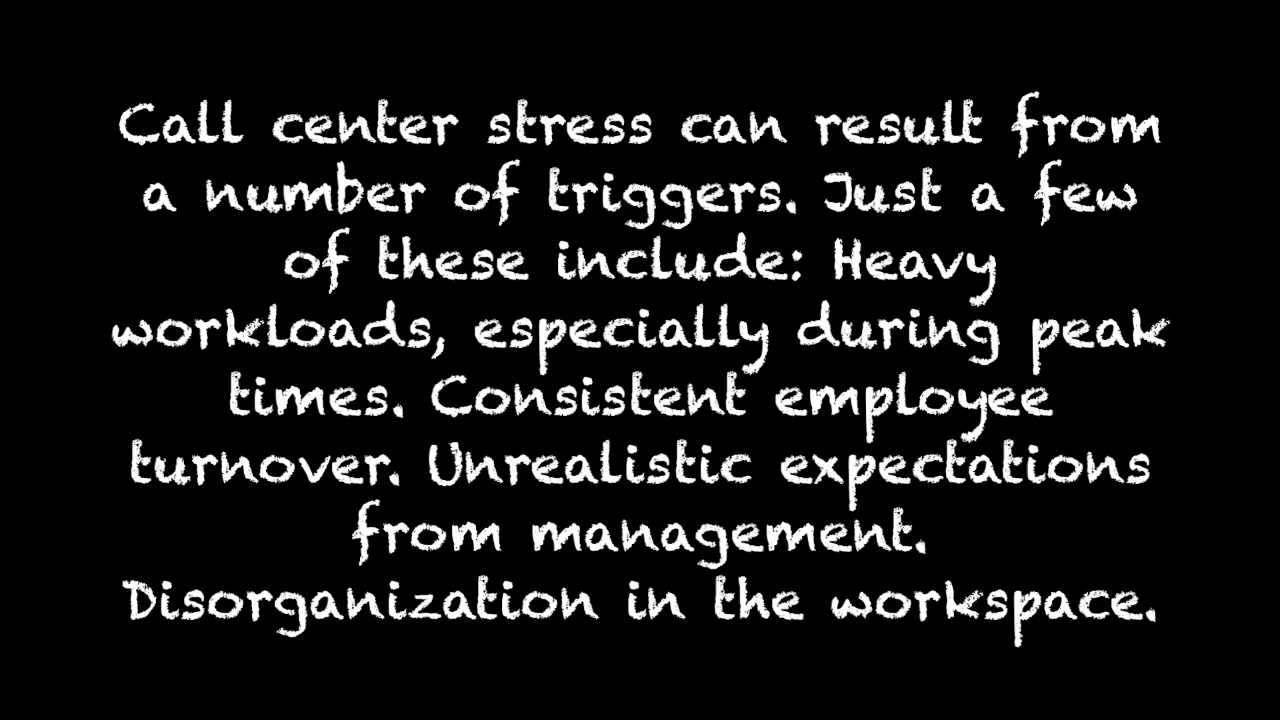 Call center stress can result from
a number of triggers. Just a few
of these include: Heavy
workloads, especially during peak
times. Consistent employee
turnover. Unrealistic expectations
from management.
Disorganization in the workspace.